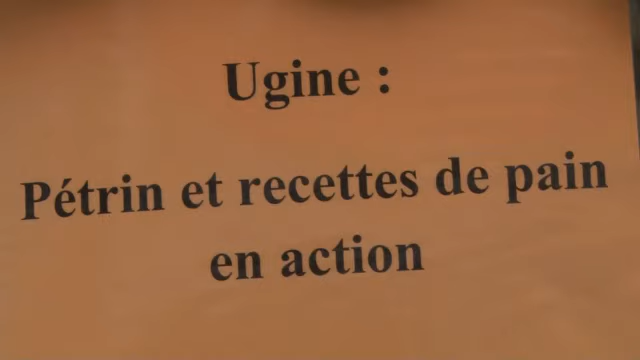 Ugine :
Pétrin et recettes de pain
en action